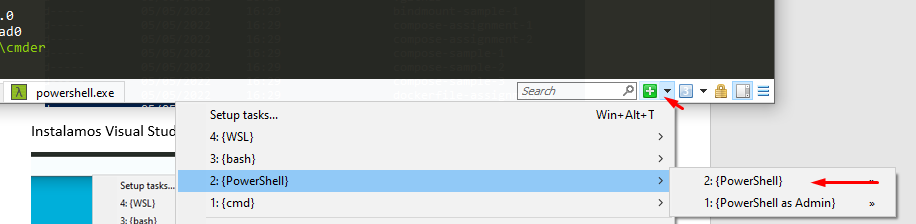 .0
ad0
\cmder
λ powershell.exe
Search
Instalamos Visual Stud
Setup tasks... Win+Alt+T
4: {WSL}
3: {bash}
2: {PowerShell}
1: {cmd}
2: {PowerShell} »
1: {PowerShell as Admin} »
Setup tasks...
4: {WSL}
3: {bash}